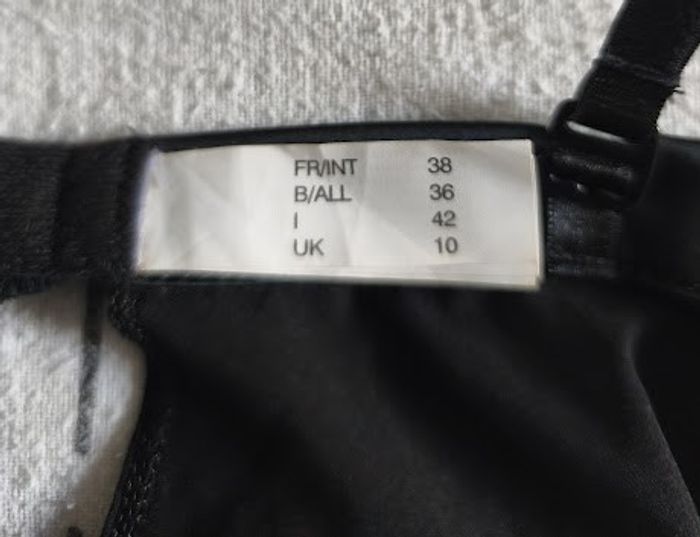 FR/INT 38
B/ALL 36
I 42
UK 10